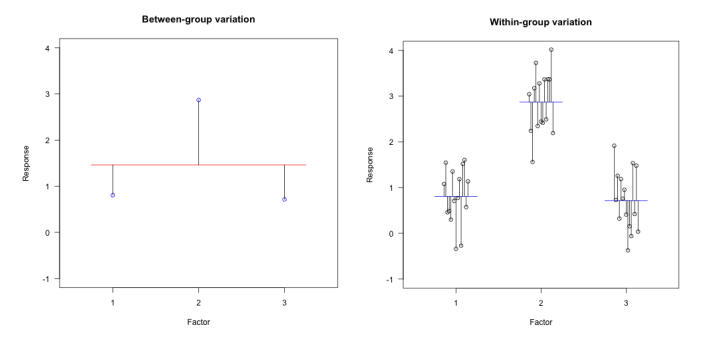 Between-group variation
4
3
2
1
0
-1
Response
1 2 3
Factor
Within-group variation
4
3
2
1
0
-1
Response
1 2 3
Factor